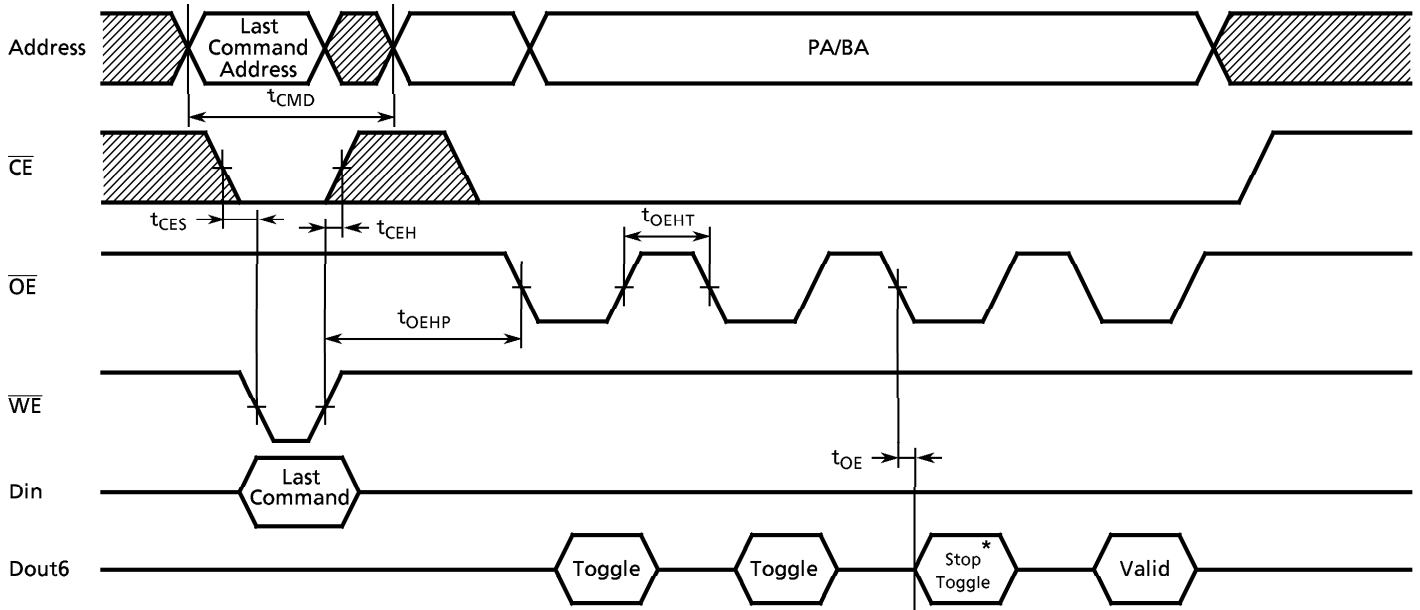 Address
Last
Command
Address
PA/BA
tCMD
CE
tCES
tCEH
tOEHT
OE
tOEHP
WE
tOE
Din
Last
Command
Dout6
Toggle
Toggle
Stop*
Toggle
Valid